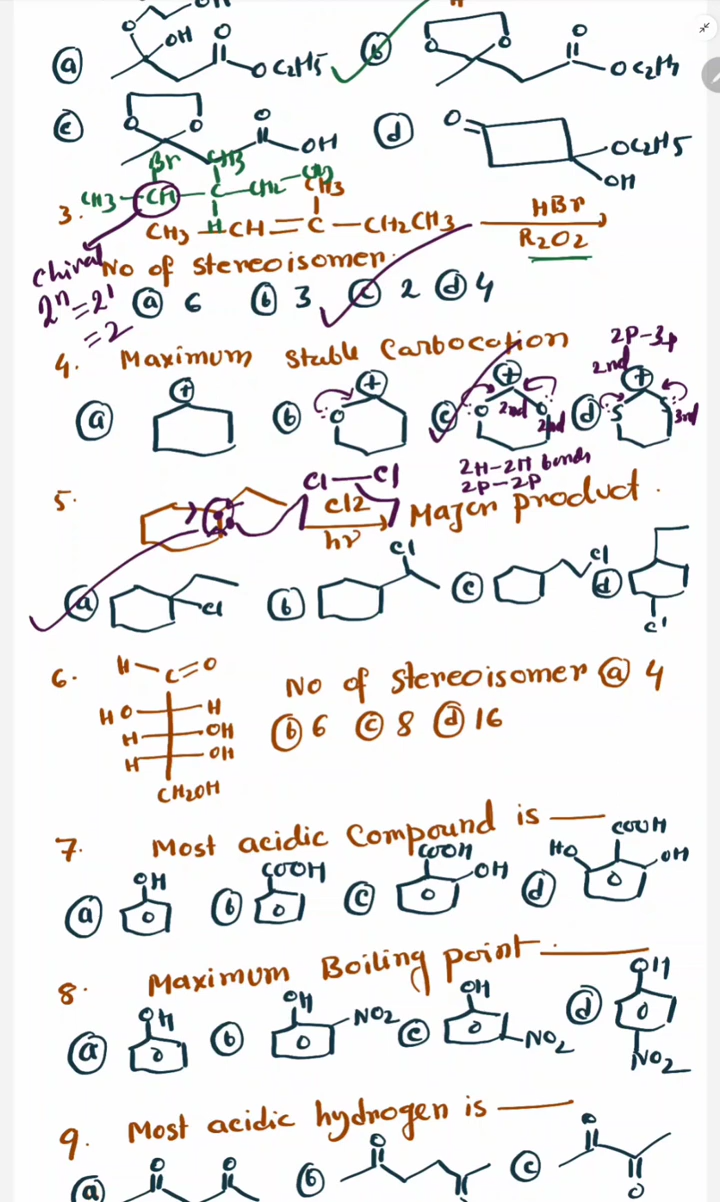 OH
O
OH O
(a) OC2H5 (b) O O O OC2H5
(c) O O O OH (d) O OC2H5 OH
Br CH3
3. CH3-CH-C-CH2-CH3
H
CH3
CH3 CH=C-CH2CH3 HBr R2O2
chiral No of stereoisomer.
2^n=2^1 (a) 6 (b) 3 (c) 2 (d) 4
=2
4. Maximum stable Carbocation 2P-3p
(a) + (b) O + (c) O + O 2nd 2nd (d) S + S 2nd 3rd
2P-2P
Cl-Cl
5. Cl2 hν Major product.
(a) Cl (b) Cl (c) Cl (d) Cl
6. H-C=O No of stereoisomer (a) 4
HO H (b) 6 (c) 8 (d) 16
H OH
H OH
CH2OH
7. Most acidic Compound is
(a) OH (b) COOH (c) COOH OH (d) HO COOH OH
8. Maximum Boiling point
(a) OH (b) OH NO2 (c) OH NO2 (d) OH NO2
9. Most acidic hydrogen is
(a) O O (b) O (c) O O